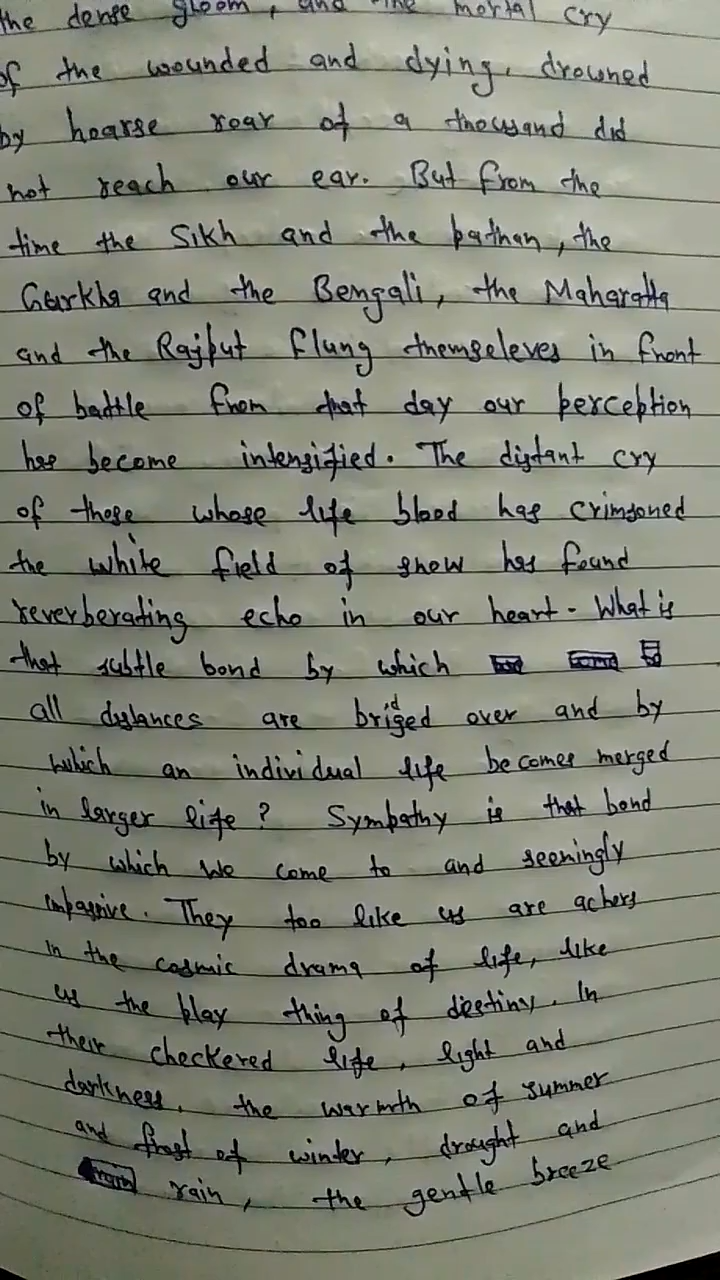 the dense gloom, and the mortal cry
of the wounded and dying, drowned
by hoarse roar of a thousand did
not reach our ear. But from the
time the Sikh and the pathan, the
Gurkha and the Bengali, the Maharatta
and the Rajput flung themseleves in front
of battle from that day our perception
has become intensified. The distant cry
of those whose life blood has crimsoned
the white field of snow has found
reverberating echo in our heart. What is
that subtle bond by which
all distances are bridged over and by
which an individual life becomes merged
in larger life? Sympathy is that bond
by which we come to and seeningly
impassive. They too like us are achers
in the cosmic drama of life, like
us the play thing of destiny. In
their checkered life, light and
darkness, the warmth of summer
and frost of winter, drought and
rain, the gentle breeze